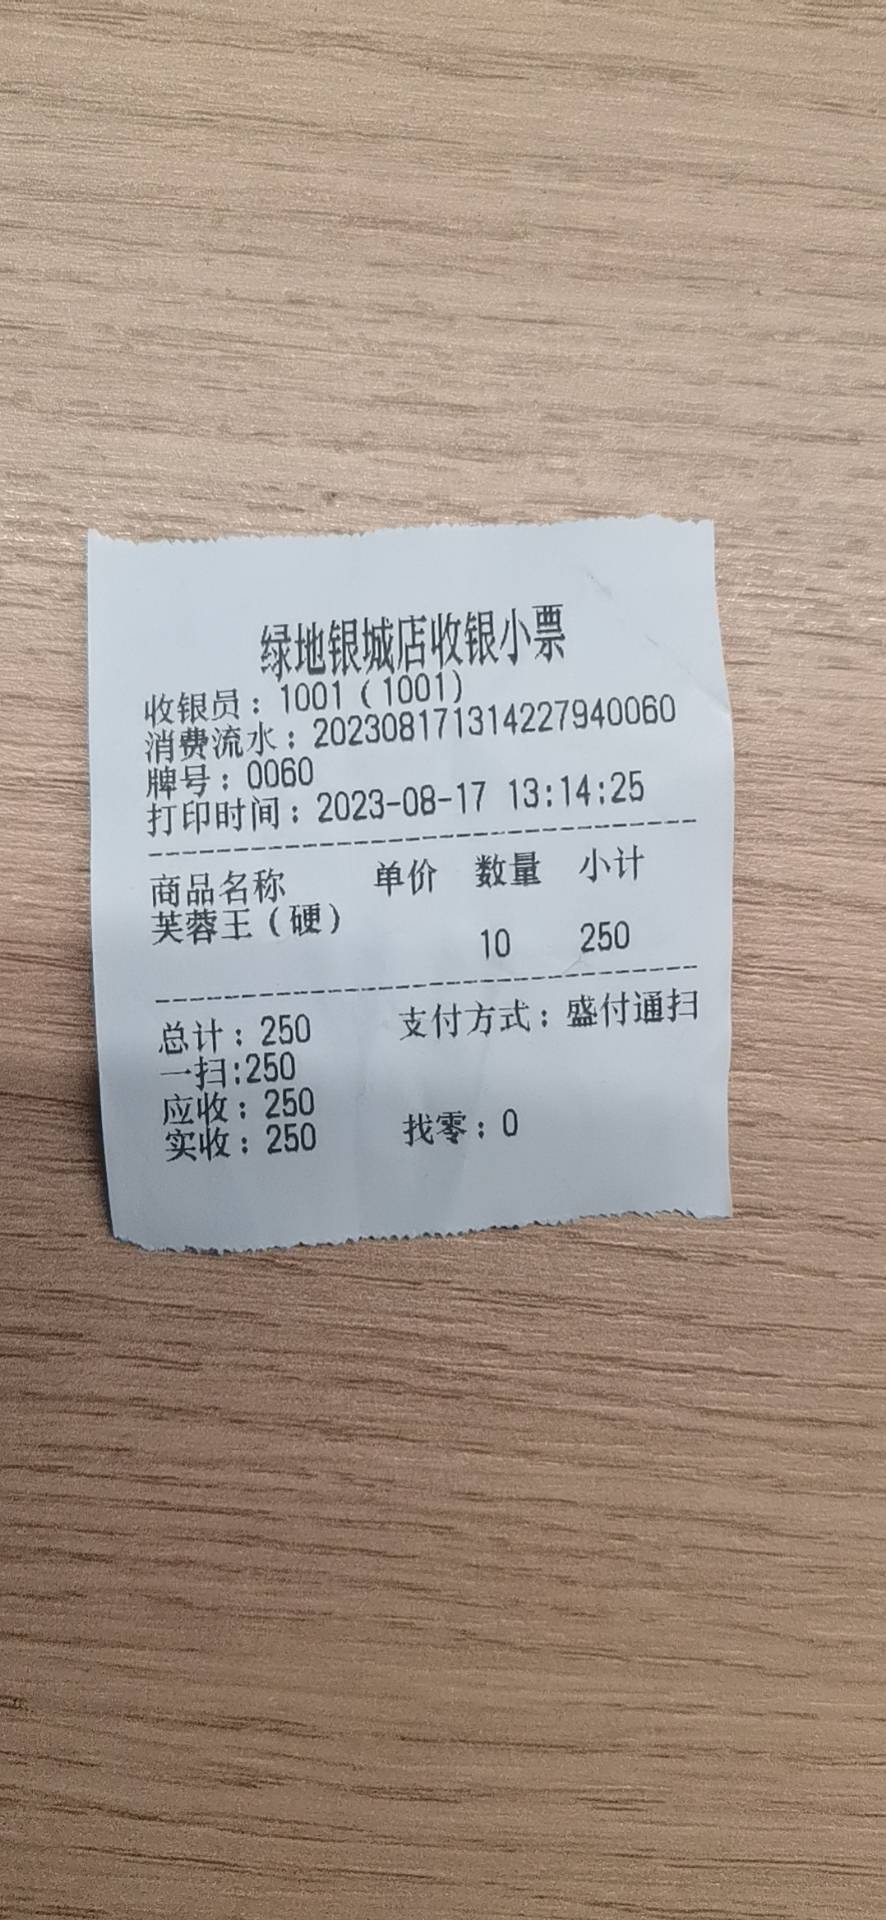 绿地银城店收银小票
收银员：1001（1001）
消费流水：202308171314227940060
牌号：0060
打印时间：2023-08-17 13:14:25
--------------------------------
商品名称 单价 数量 小计
芙蓉王（硬）
10 250
--------------------------------
总计：250 支付方式：盛付通扫
一扫:250
应收：250
实收：250 找零：0